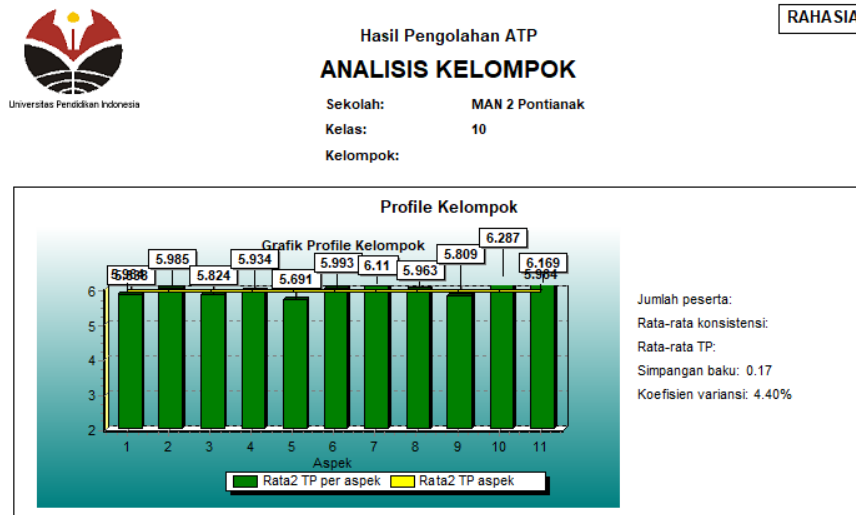 RAHASIA
Universitas Pendidikan Indonesia
Hasil Pengolahan ATP
ANALISIS KELOMPOK
Sekolah: MAN 2 Pontianak
Kelas: 10
Kelompok:
Profile Kelompok
Grafik Profile Kelompok
5.985
5.824
5.934
5.691
5.993
6.11
5.963
5.809
6.287
6.169
5.984
6
5
4
3
2
1 2 3 4 5 6 7 8 9 10 11
Aspek
Rata2 TP per aspek Rata2 TP aspek
Jumlah peserta:
Rata-rata konsistensi:
Rata-rata TP:
Simpangan baku: 0.17
Koefisien variansi: 4.40%